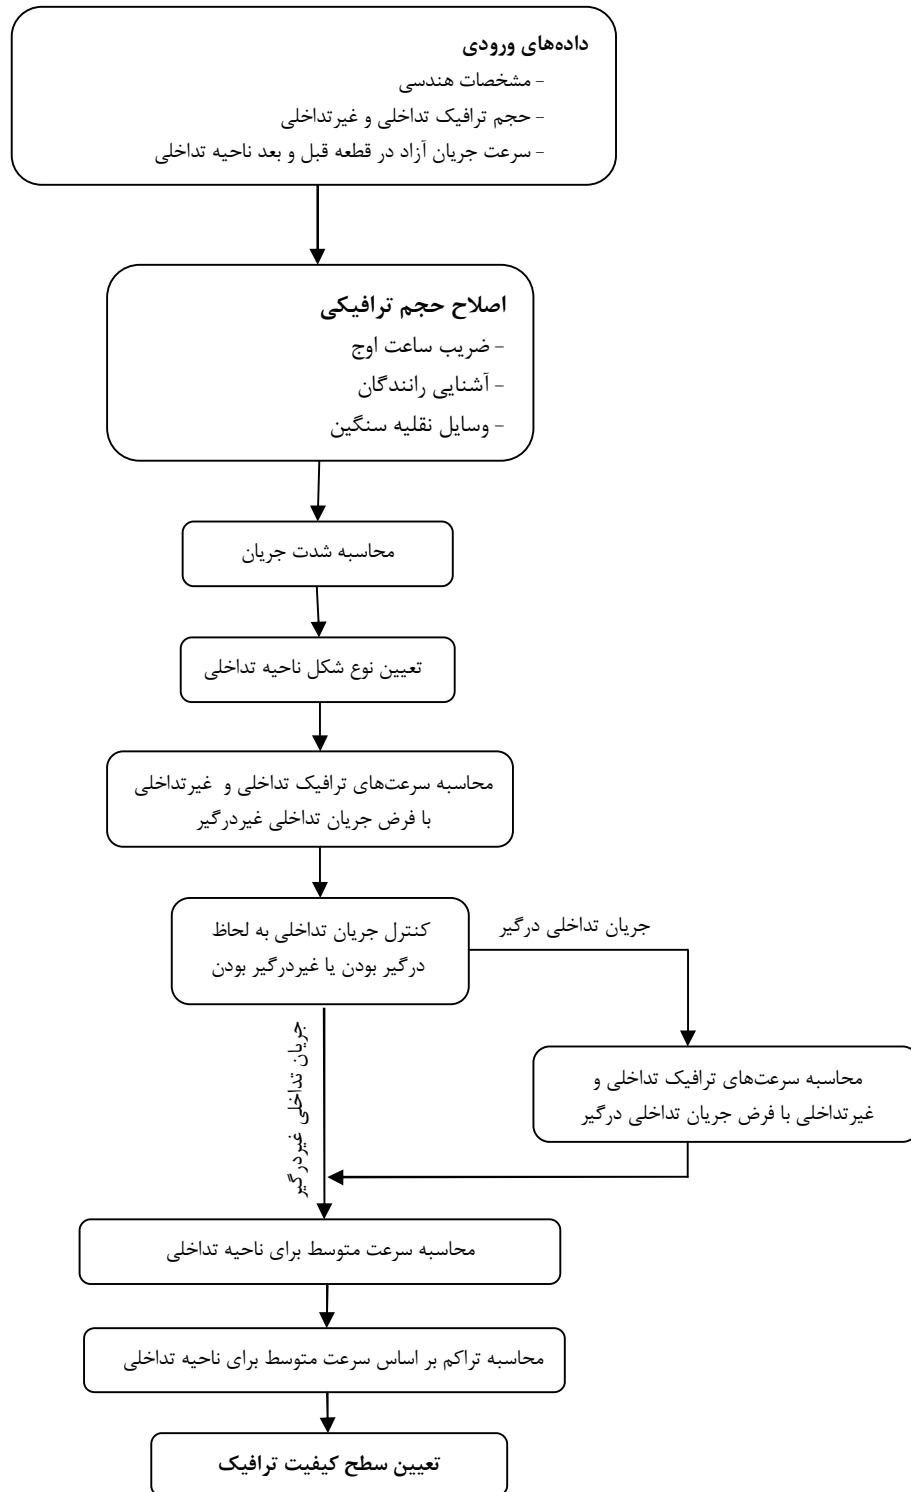 داده‌های ورودی
- مشخصات هندسی
- حجم ترافیک تداخلی و غیرتداخلی
- سرعت جریان آزاد در قطعه قبل و بعد ناحیه تداخلی
اصلاح حجم ترافیکی
- ضریب ساعت اوج
- آشنایی رانندگان
- وسایل نقلیه سنگین
محاسبه شدت جریان
تعیین نوع شکل ناحیه تداخلی
محاسبه سرعت‌های ترافیک تداخلی و غیرتداخلی
با فرض جریان تداخلی غیردرگیر
کنترل جریان تداخلی به لحاظ
درگیر بودن یا غیردرگیر بودن
جریان تداخلی درگیر
جریان تداخلی غیردرگیر
محاسبه سرعت‌های ترافیک تداخلی و
غیرتداخلی با فرض جریان تداخلی درگیر
محاسبه سرعت متوسط برای ناحیه تداخلی
محاسبه تراکم بر اساس سرعت متوسط برای ناحیه تداخلی
تعیین سطح کیفیت ترافیک